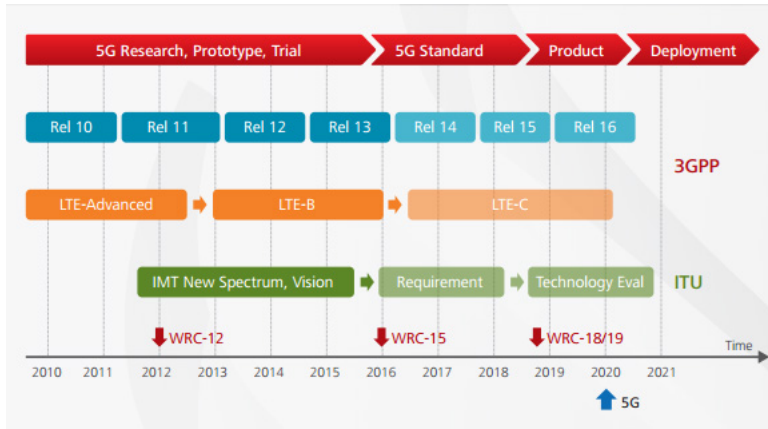 5G Research, Prototype, Trial 5G Standard Product Deployment
Rel 10 Rel 11 Rel 12 Rel 13 Rel 14 Rel 15 Rel 16
3GPP
LTE-Advanced LTE-B LTE-C
IMT New Spectrum, Vision Requirement Technology Eval ITU
WRC-12 WRC-15 WRC-18/19
Time
2010 2011 2012 2013 2014 2015 2016 2017 2018 2019 2020 2021
5G